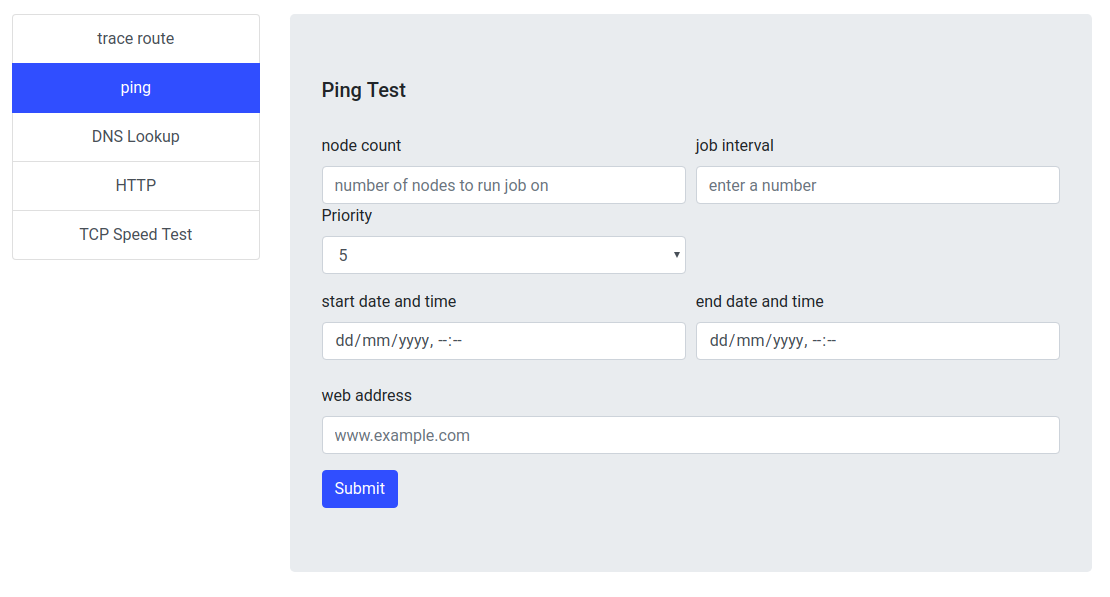 trace route
ping
DNS Lookup
HTTP
TCP Speed Test
Ping Test
node count
job interval
number of nodes to run job on
enter a number
Priority
5
start date and time
end date and time
dd/mm/yyyy, --:--
dd/mm/yyyy, --:--
web address
www.example.com
Submit